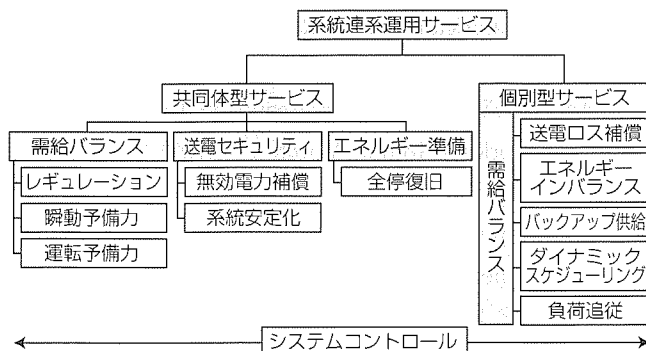 系統連系運用サービス
共同体型サービス
個別型サービス
需給バランス
レギュレーション
瞬動予備力
運転予備力
送電セキュリティ
無効電力補償
系統安定化
エネルギー準備
全停復旧
需給バランス
送電ロス補償
エネルギー
インバランス
バックアップ供給
ダイナミック
スケジューリング
負荷追従
システムコントロール